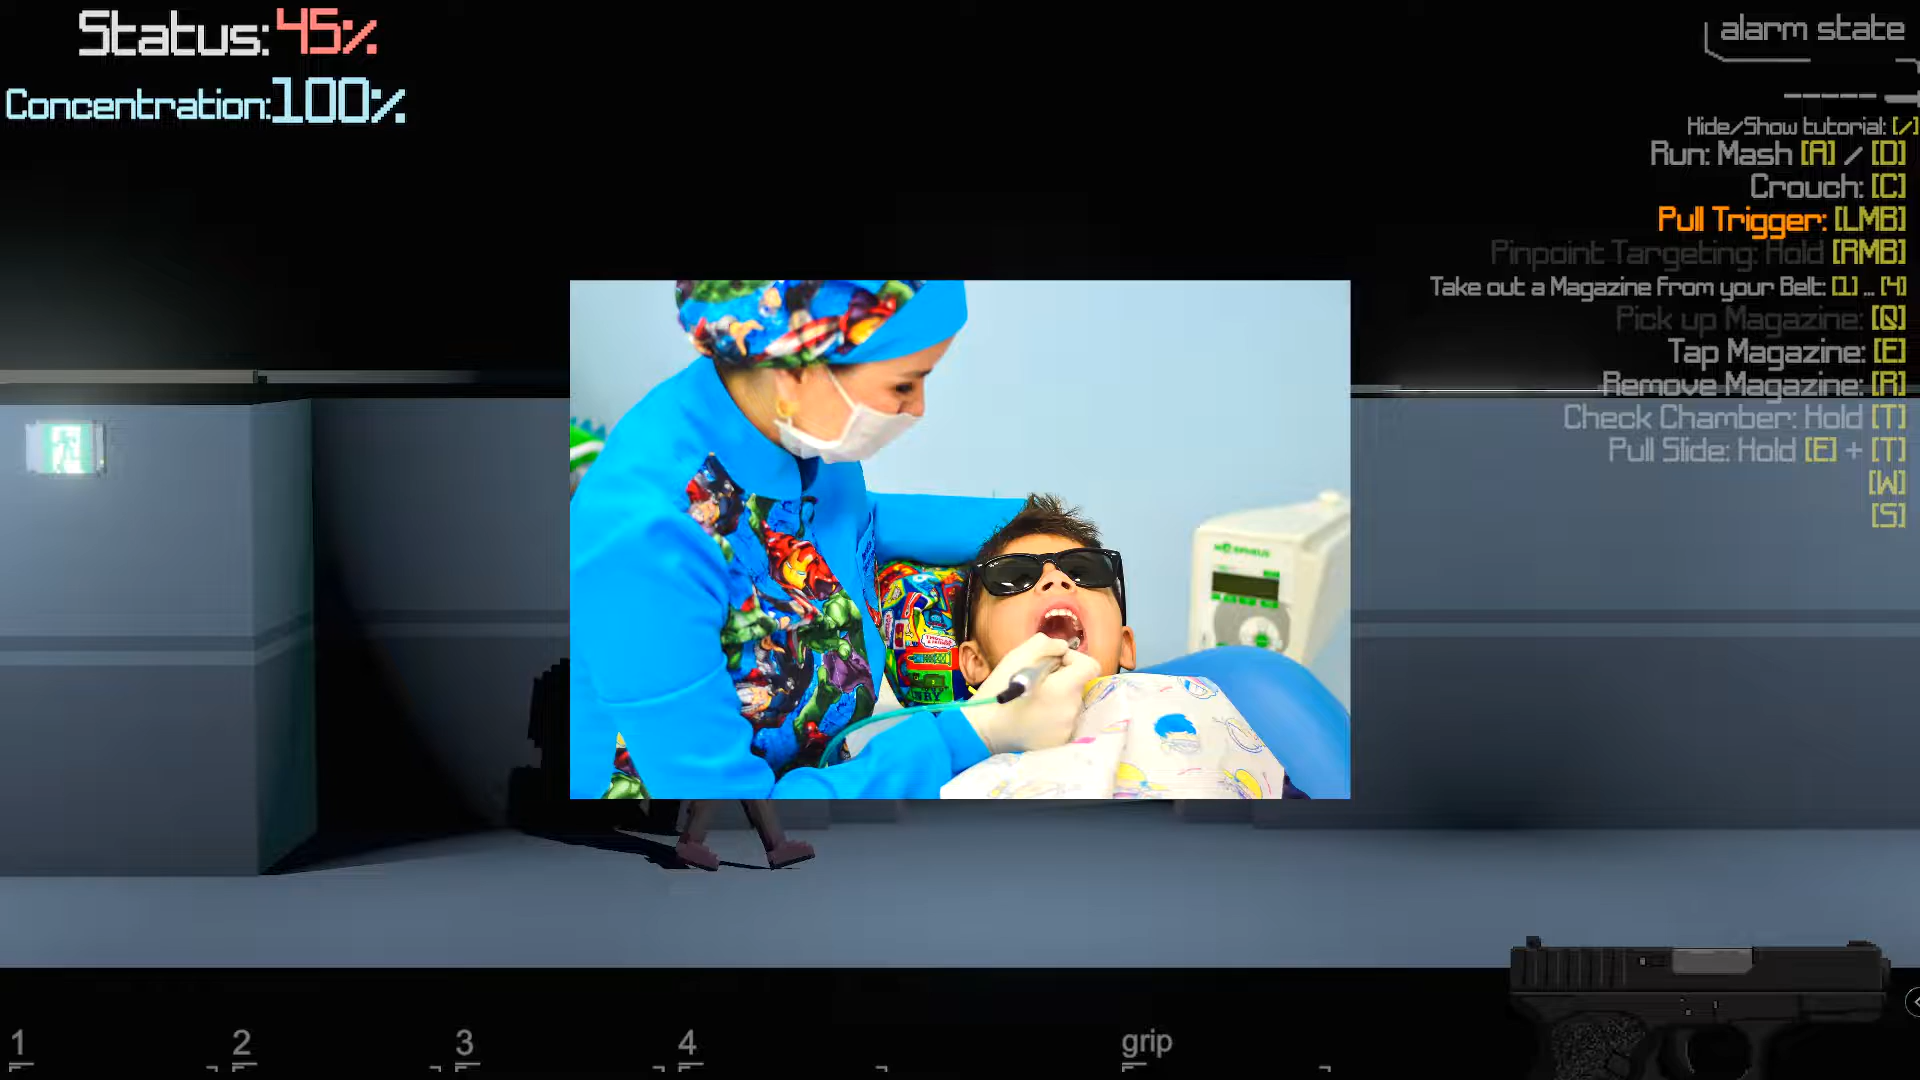 Status:45%
Concentration:100%
alarm state
Hide/Show tutorial: [/]
Run: Mash [A] / [D]
Crouch: [C]
Pull Trigger: [LMB]
Pinpoint Targeting: Hold [RMB]
Take out a Magazine From your Belt: [1] ... [4]
Pick up Magazine: [Q]
Tap Magazine: [E]
Remove Magazine: [R]
Check Chamber: Hold [T]
Pull Slide: Hold [E] + [T]
[W]
[S]
MORPHEUS
1
2
3
4
grip